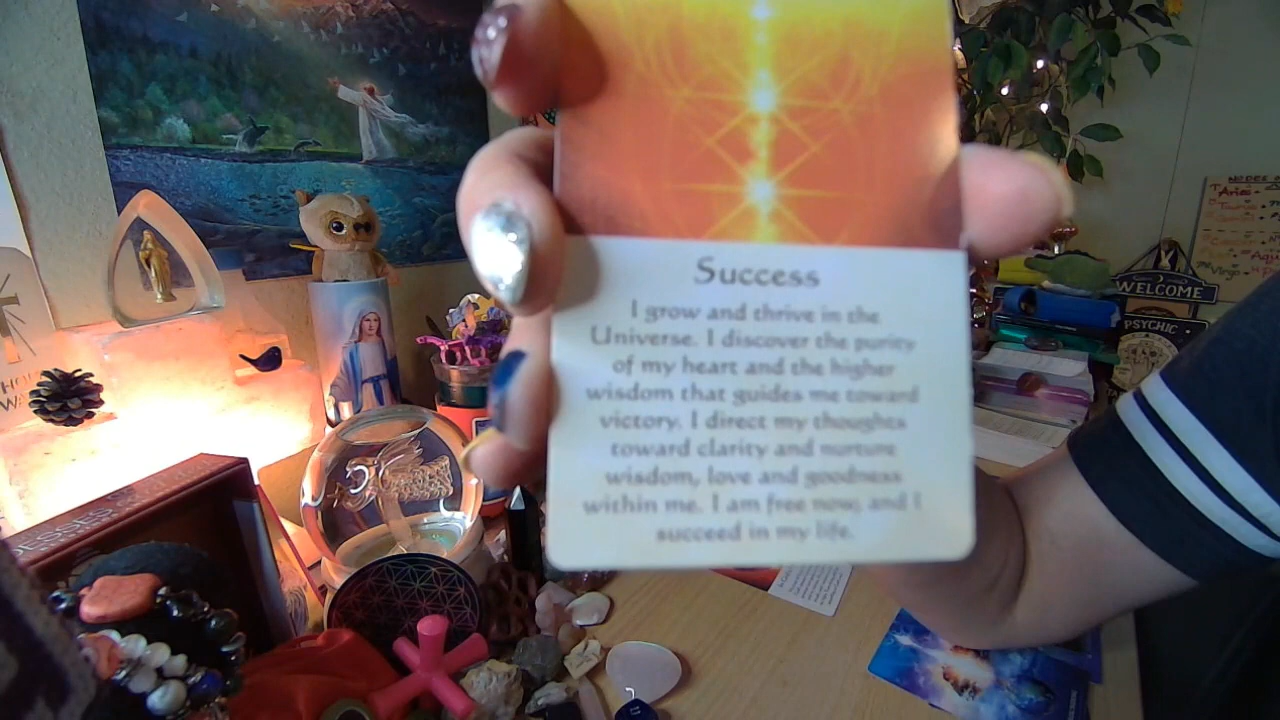 Success
I grow and thrive in the
Universe. I discover the purity
of my heart and the higher
wisdom that guides me toward
victory. I direct my thoughts
toward clarity and nurture
wisdom, love and goodness
within me. I am free now, and I
succeed in my life.
WELCOME
PSYCHIC
Aries
Virgo